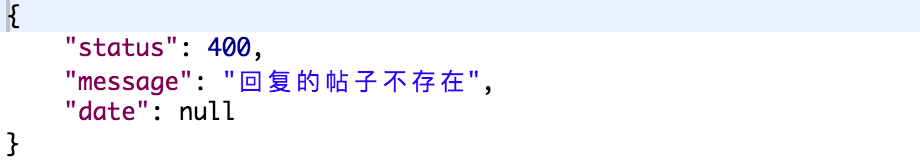 {
    "status": 400,
    "message": "回复的帖子不存在",
    "date": null
}